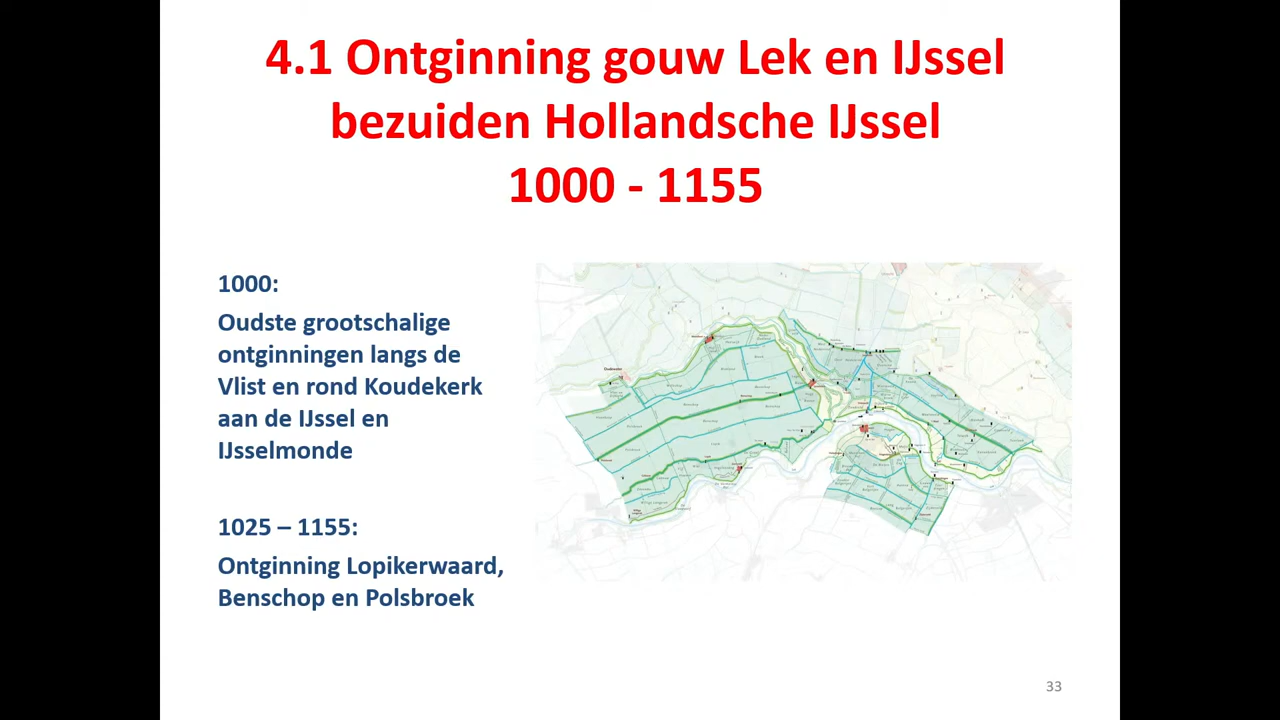 4.1 Ontginning gouw Lek en IJssel
bezuiden Hollandsche IJssel
1000 - 1155
1000:
Oudste grootschalige
ontginningen langs de
Vlist en rond Koudekerk
aan de IJssel en
IJsselmonde
1025 – 1155:
Ontginning Lopikerwaard,
Benschop en Polsbroek
33